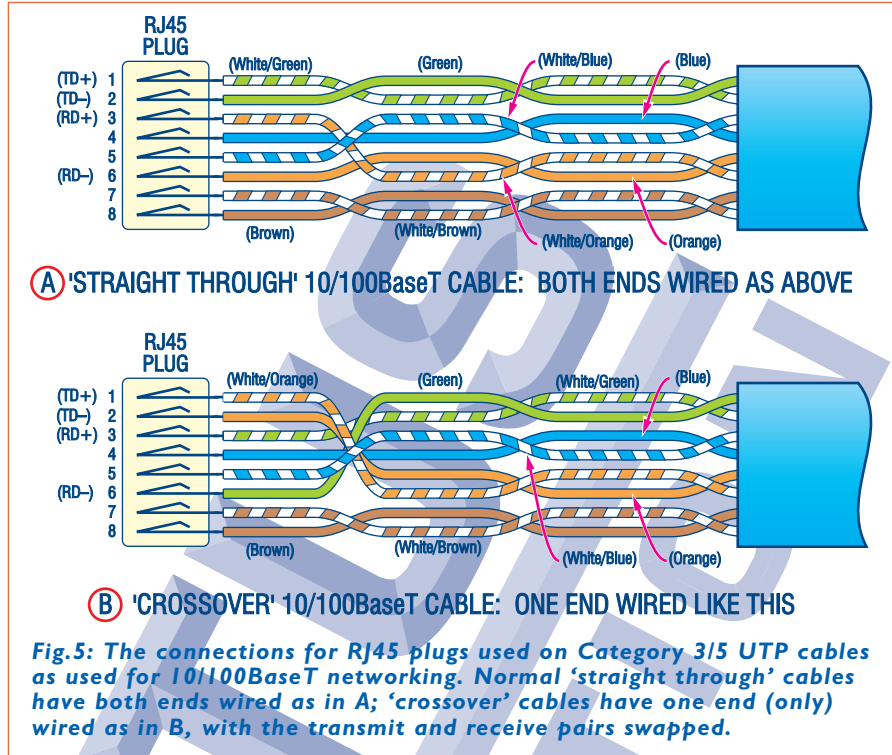 RJ45
PLUG
(White/Green)
(Green)
(White/Blue)
(Blue)
(TD+) 1
(TD–) 2
(RD+) 3
4
5
(RD–) 6
7
8
(Brown)
(White/Brown)
(White/Orange)
(Orange)
A 'STRAIGHT THROUGH' 10/100BaseT CABLE: BOTH ENDS WIRED AS ABOVE
RJ45
PLUG
(White/Orange)
(Green)
(White/Green)
(Blue)
(TD+) 1
(TD–) 2
(RD+) 3
4
5
(RD–) 6
7
8
(Brown)
(White/Brown)
(White/Blue)
(Orange)
B 'CROSSOVER' 10/100BaseT CABLE: ONE END WIRED LIKE THIS
Fig.5: The connections for RJ45 plugs used on Category 3/5 UTP cables
as used for 10/100BaseT networking. Normal ‘straight through’ cables
have both ends wired as in A; ‘crossover’ cables have one end (only)
wired as in B, with the transmit and receive pairs swapped.